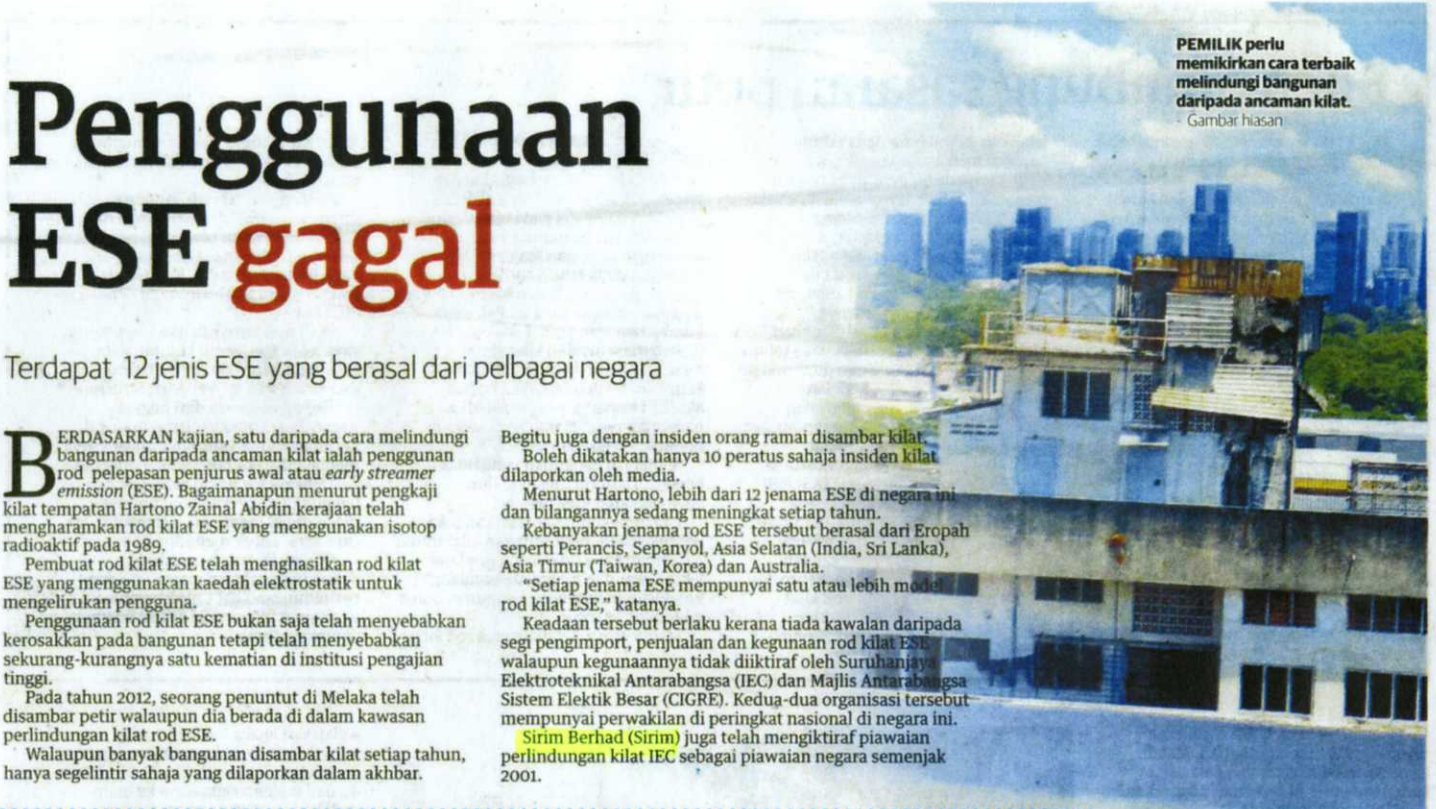 Penggunaan
ESE gagal
Terdapat 12 jenis ESE yang berasal dari pelbagai negara
PEMILIK perlu
memikirkan cara terbaik
melindungi bangunan
daripada ancaman kilat.
- Gambar hiasan
BERDASARKAN kajian, satu daripada cara melindungi
bangunan daripada ancaman kilat ialah penggunan
rod pelepasan penjurus awal atau early streamer
emission (ESE). Bagaimanapun menurut pengkaji
kilat tempatan Hartono Zainal Abidin kerajaan telah
mengharamkan rod kilat ESE yang menggunakan isotop
radioaktif pada 1989.
Pembuat rod kilat ESE telah menghasilkan rod kilat
ESE yang menggunakan kaedah elektrostatik untuk
mengelirukan pengguna.
Penggunaan rod kilat ESE bukan saja telah menyebabkan
kerosakkan pada bangunan tetapi telah menyebabkan
sekurang-kurangnya satu kematian di institusi pengajian
tinggi.
Pada tahun 2012, seorang penuntut di Melaka telah
disambar petir walaupun dia berada di dalam kawasan
perlindungan kilat rod ESE.
Walaupun banyak bangunan disambar kilat setiap tahun,
hanya segelintir sahaja yang dilaporkan dalam akhbar.
Begitu juga dengan insiden orang ramai disambar kilat.
Boleh dikatakan hanya 10 peratus sahaja insiden kilat
dilaporkan oleh media.
Menurut Hartono, lebih dari 12 jenama ESE di negara ini
dan bilangannya sedang meningkat setiap tahun.
Kebanyakan jenama rod ESE tersebut berasal dari Eropah
seperti Perancis, Sepanyol, Asia Selatan (India, Sri Lanka),
Asia Timur (Taiwan, Korea) dan Australia.
“Setiap jenama ESE mempunyai satu atau lebih model
rod kilat ESE,” katanya.
Keadaan tersebut berlaku kerana tiada kawalan daripada
segi pengimport, penjualan dan kegunaan rod kilat ESE
walaupun kegunaannya tidak diiktiraf oleh Suruhanjaya
Elektroteknikal Antarabangsa (IEC) dan Majlis Antarabangsa
Sistem Elektik Besar (CIGRE). Kedua-dua organisasi tersebut
mempunyai perwakilan di peringkat nasional di negara ini.
Sirim Berhad (Sirim) juga telah mengiktiraf piawaian
perlindungan kilat IEC sebagai piawaian negara semenjak
2001.